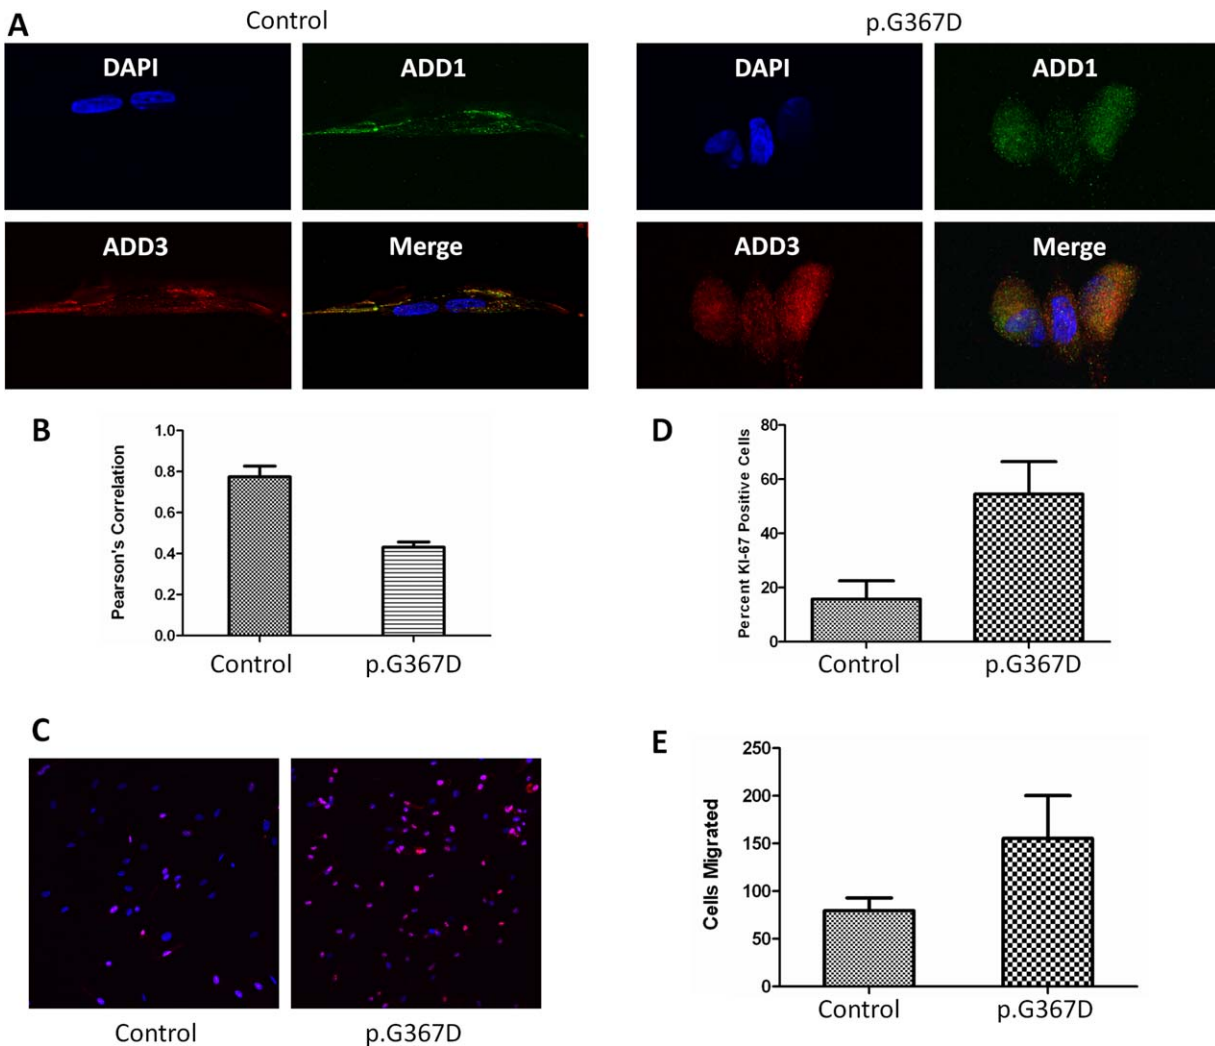 A
Control
p.G367D
DAPI
ADD1
DAPI
ADD1
ADD3
Merge
ADD3
Merge
B
Pearson's Correlation
1.0
0.8
0.6
0.4
0.2
0.0
Control
p.G367D
D
Percent KI-67 Positive Cells
80
60
40
20
0
Control
p.G367D
C
Control
p.G367D
E
Cells Migrated
250
200
150
100
50
0
Control
p.G367D